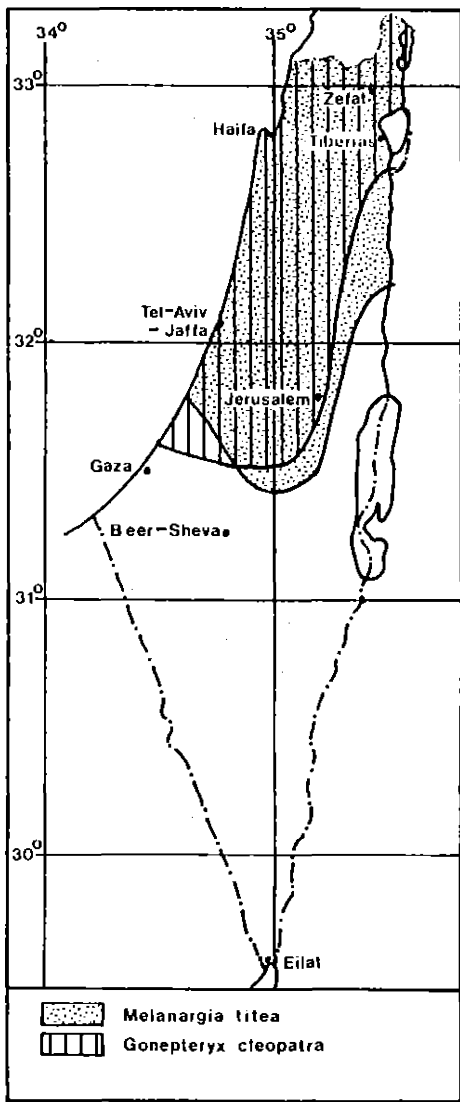 34° 35°
33°
Zefat
Haifa
Tiberias
Tel-Aviv
-Jaffa
32°
Jerusalem
Gaza
Beer-Sheva
31°
30°
Eilat
Melanargia titea
Gonepteryx cleopatra